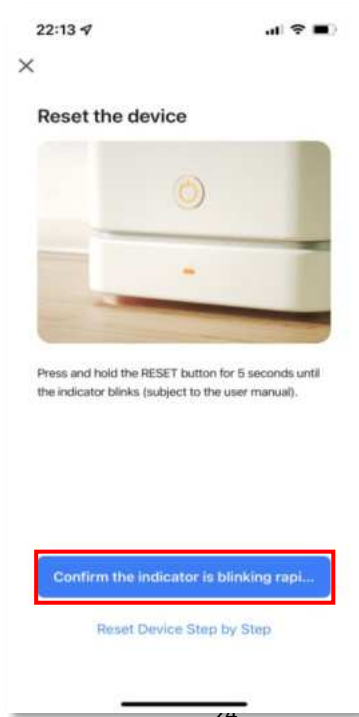 22:13
Reset the device
Press and hold the RESET button for 5 seconds until
the indicator blinks (subject to the user manual).
Confirm the indicator is blinking rapi...
Reset Device Step by Step